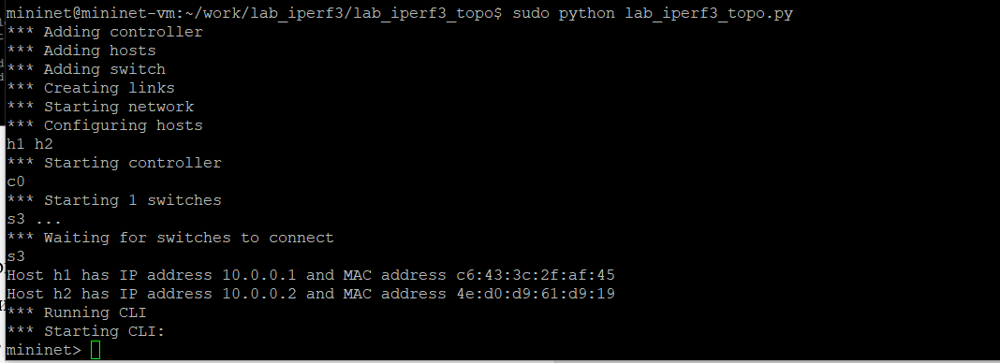 mininet@mininet-vm:~/work/lab_iperf3/lab_iperf3_topo$ sudo python lab_iperf3_topo.py
*** Adding controller
*** Adding hosts
*** Adding switch
*** Creating links
*** Starting network
*** Configuring hosts
h1 h2
*** Starting controller
c0
*** Starting 1 switches
s3 ...
*** Waiting for switches to connect
s3
Host h1 has IP address 10.0.0.1 and MAC address c6:43:3c:2f:af:45
Host h2 has IP address 10.0.0.2 and MAC address 4e:d0:d9:61:d9:19
*** Running CLI
*** Starting CLI:
mininet>